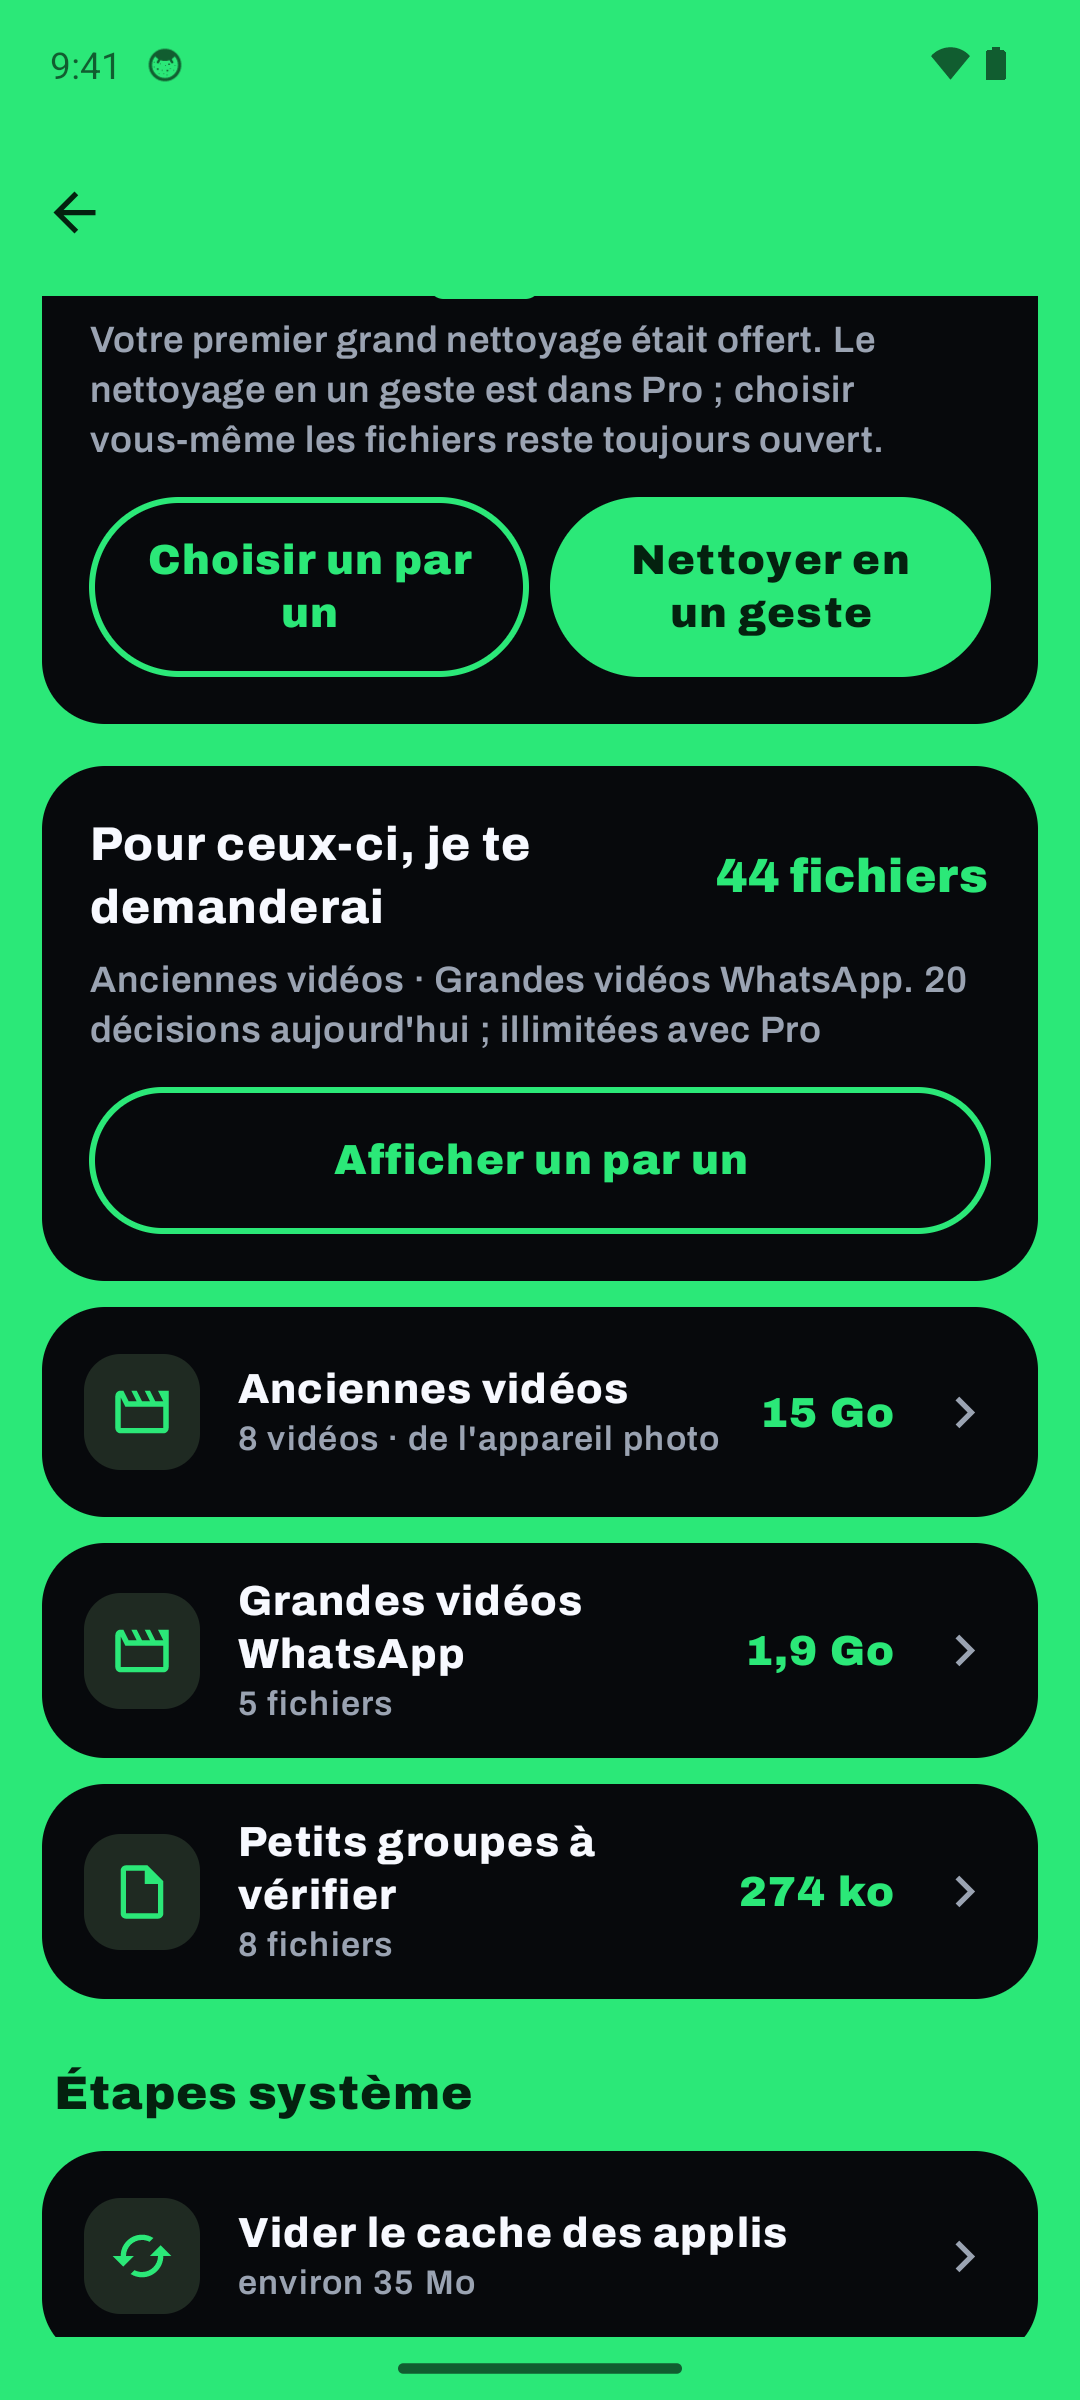 9:41
Votre premier grand nettoyage était offert. Le
nettoyage en un geste est dans Pro ; choisir
vous-même les fichiers reste toujours ouvert.
Choisir un par
un
Nettoyer en
un geste
Pour ceux-ci, je te
demanderai
44 fichiers
Anciennes vidéos · Grandes vidéos WhatsApp. 20
décisions aujourd'hui ; illimitées avec Pro
Afficher un par un
Anciennes vidéos
8 vidéos · de l'appareil photo
15 Go
Grandes vidéos
WhatsApp
5 fichiers
1,9 Go
Petits groupes à
vérifier
8 fichiers
274 ko
Étapes système
Vider le cache des applis
environ 35 Mo